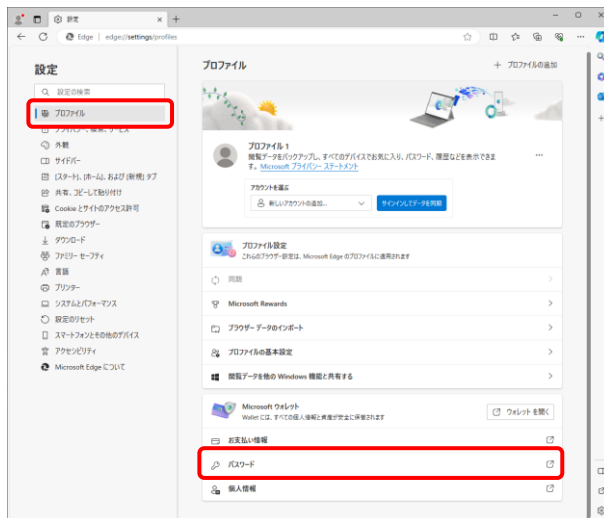 設定
Edge
edge://settings/profiles
設定
設定の検索
プロファイル
プライバシー、検索、サービス
外観
サイドバー
[スタート]、[ホーム]、および [新規] タブ
共有、コピーして貼り付け
Cookie とサイトのアクセス許可
既定のブラウザー
ダウンロード
ファミリー セーフティ
言語
プリンター
システムとパフォーマンス
設定のリセット
スマートフォンとその他のデバイス
アクセシビリティ
Microsoft Edge について
プロファイル
プロファイルの追加
プロファイル 1
閲覧データをバックアップし、すべてのデバイスでお気に入り、パスワード、履歴などを表示できま
す。Microsoft プライバシー ステートメント
アカウントを選ぶ
新しいアカウントの追加...
サインインしてデータを同期
プロファイル設定
これらのブラウザー設定は、Microsoft Edge のプロファイルに適用されます
同期
Microsoft Rewards
ブラウザー データのインポート
プロファイルの基本設定
閲覧データを他の Windows 機能と共有する
Microsoft ウォレット
Wallet には、すべての個人情報と資産が安全に保管されます
ウォレット を開く
お支払い情報
パスワード
個人情報